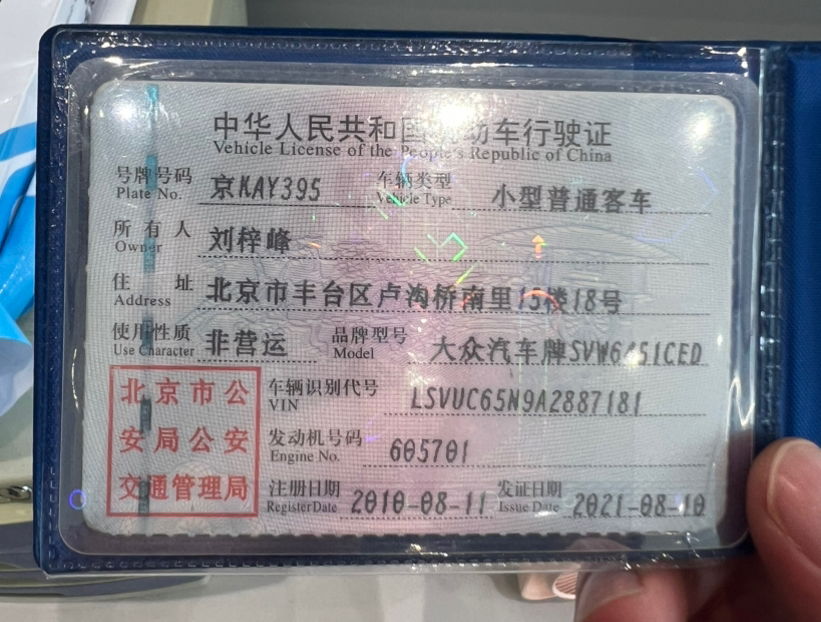 中华人民共和国机动车行驶证
Vehicle License of the People's Republic of China
号牌号码 Plate No. 京KAY395 车辆类型 Vehicle Type 小型普通客车
所有人 Owner 刘梓峰
住址 Address 北京市丰台区卢沟桥南里15楼18号
使用性质 Use Character 非营运 品牌型号 Model 大众汽车牌SVW6451CED
北京市公 车辆识别代号 VIN LSVUC65N9A2887181
安局公安 发动机号码 Engine No. 605701
交通管理局 注册日期 Register Date 2010-08-11 发证日期 Issue Date 2021-08-10